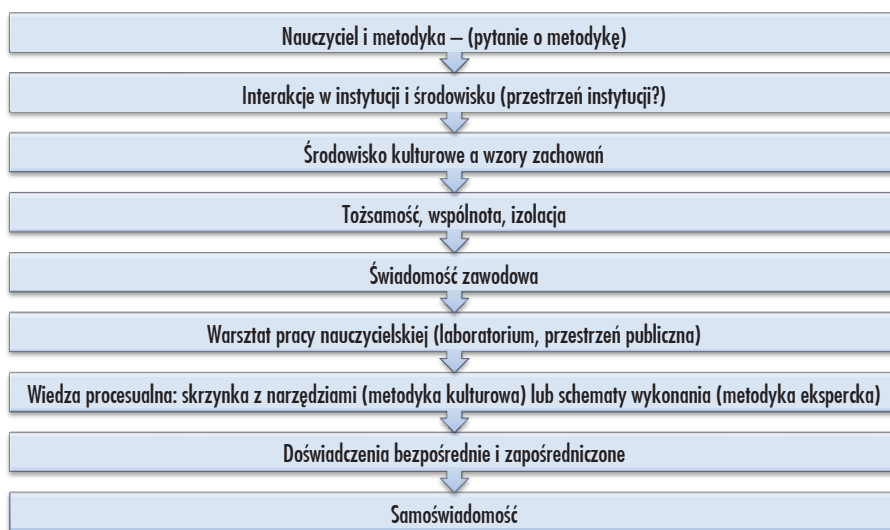 Nauczyciel i metodyka – (pytanie o metodykę)
Interakcje w instytucji i środowisku (przestrzeń instytucji?)
Środowisko kulturowe a wzory zachowań
Tożsamość, wspólnota, izolacja
Świadomość zawodowa
Warsztat pracy nauczycielskiej (laboratorium, przestrzeń publiczna)
Wiedza procesualna: skrzynka z narzędziami (metodyka kulturowa) lub schematy wykonania (metodyka ekspercka)
Doświadczenia bezpośrednie i zapośredniczone
Samoświadomość